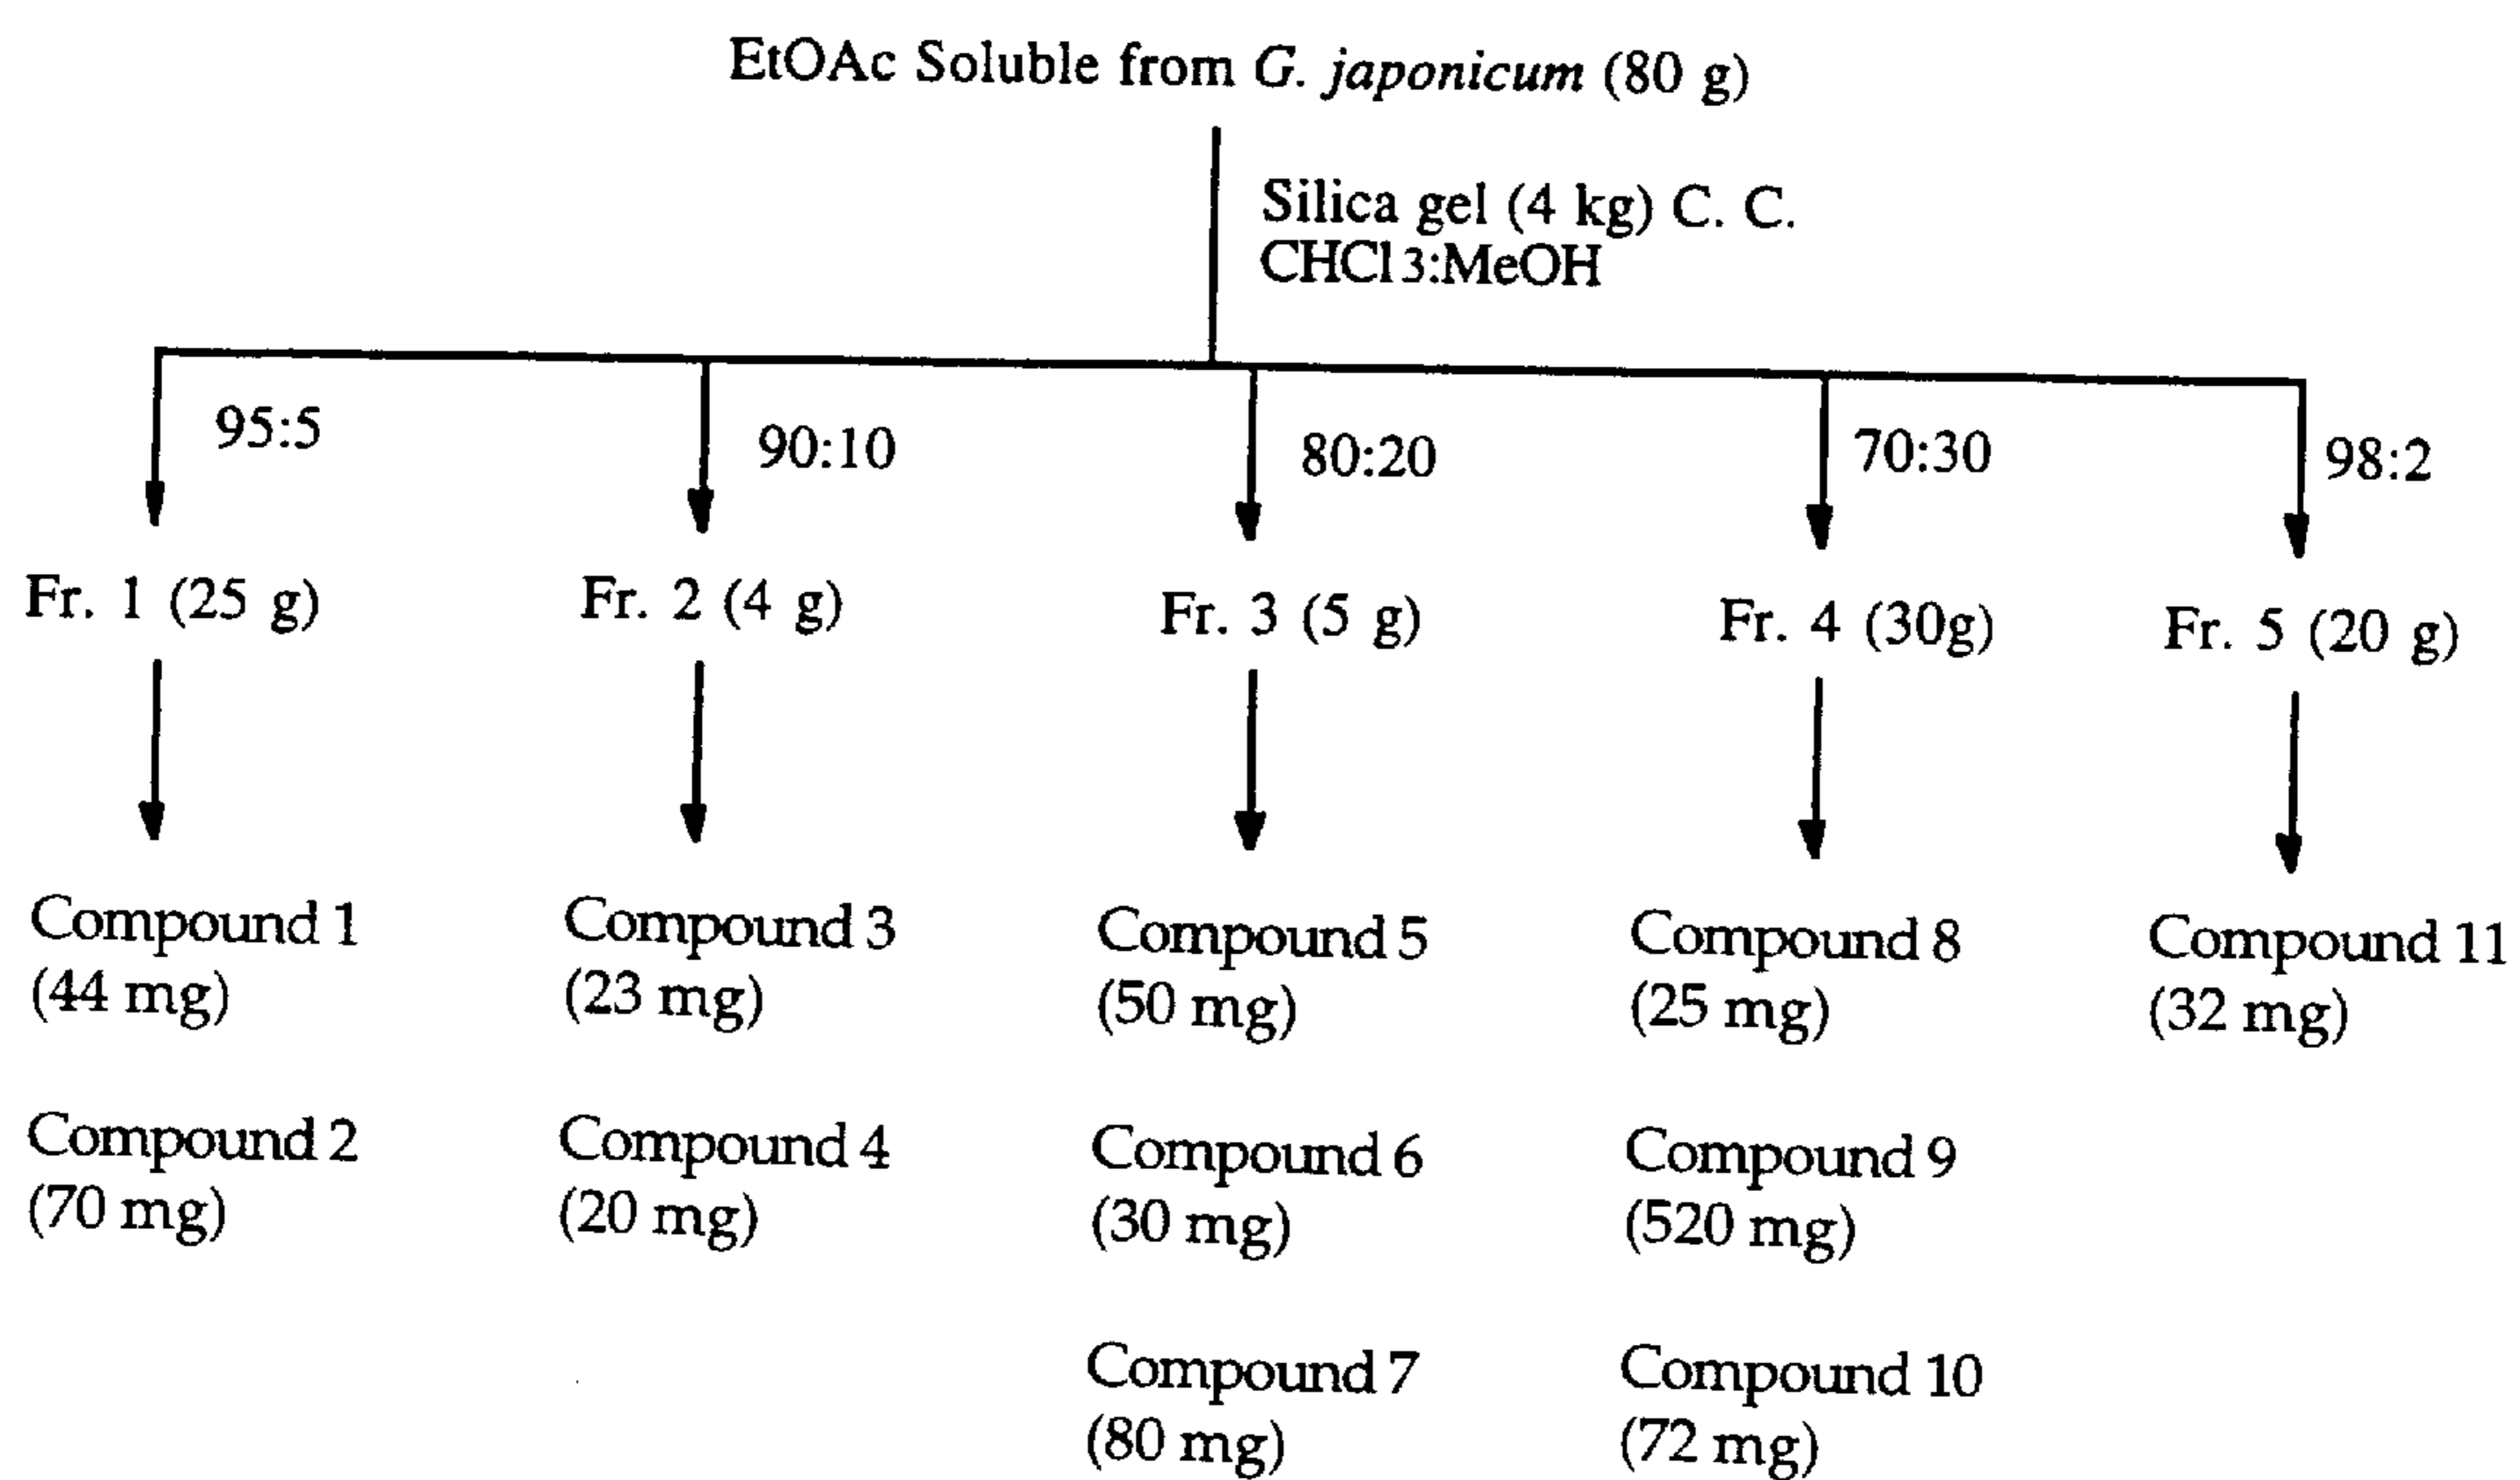 EtOAc Soluble from G. japonicum (80 g)
Silica gel (4 kg) C. C.
CHCl3:MeOH
95:5
90:10
80:20
70:30
98:2
Fr. 1 (25 g)
Fr. 2 (4 g)
Fr. 3 (5 g)
Fr. 4 (30g)
Fr. 5 (20 g)
Compound 1
(44 mg)
Compound 2
(70 mg)
Compound 3
(23 mg)
Compound 4
(20 mg)
Compound 5
(50 mg)
Compound 6
(30 mg)
Compound 7
(80 mg)
Compound 8
(25 mg)
Compound 9
(520 mg)
Compound 10
(72 mg)
Compound 11
(32 mg)